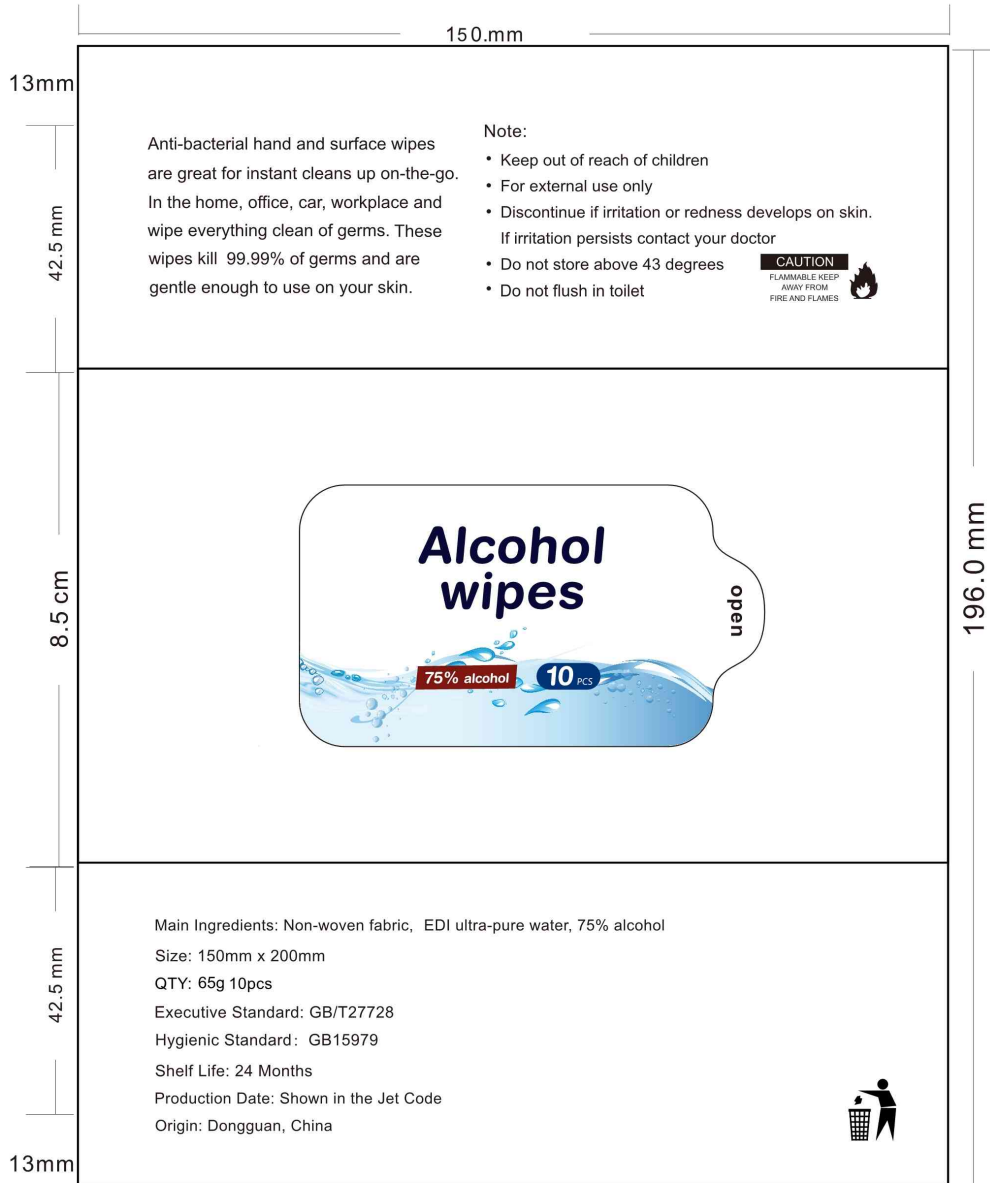 150.mm
13mm
Anti-bacterial hand and surface wipes
are great for instant cleans up on-the-go.
In the home, office, car, workplace and
wipe everything clean of germs. These
wipes kill 99.99% of germs and are
gentle enough to use on your skin.
Note:
• Keep out of reach of children
• For external use only
• Discontinue if irritation or redness develops on skin.
If irritation persists contact your doctor
• Do not store above 43 degrees
• Do not flush in toilet
CAUTION
FLAMMABLE KEEP
AWAY FROM
FIRE AND FLAMES
42.5 mm
Alcohol
wipes
open
75% alcohol
10 PCS
8.5 cm
196.0 mm
Main Ingredients: Non-woven fabric, EDI ultra-pure water, 75% alcohol
Size: 150mm x 200mm
QTY: 65g 10pcs
Executive Standard: GB/T27728
Hygienic Standard: GB15979
Shelf Life: 24 Months
Production Date: Shown in the Jet Code
Origin: Dongguan, China
42.5 mm
13mm